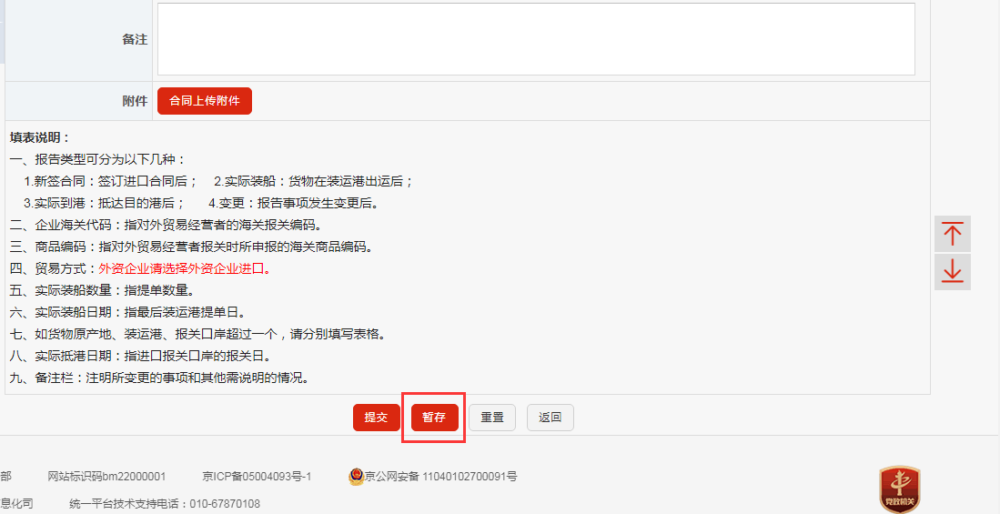 备注
附件 合同上传附件
填表说明：
一、报告类型可分为以下几种：
1.新签合同：签订进口合同后； 2.实际装船：货物在装运港出运后；
3.实际到港：抵达目的港后； 4.变更：报告事项发生变更后。
二、企业海关代码：指对外贸易经营者的海关报关编码。
三、商品编码：指对外贸易经营者报关时所申报的海关商品编码。
四、贸易方式：外资企业请选择外资企业进口。
五、实际装船数量：指提单数量。
六、实际装船日期：指最后装运港提单日。
七、如货物原产地、装运港、报关口岸超过一个，请分别填写表格。
八、实际抵港日期：指进口报关口岸的报关日。
九、备注栏：注明所变更的事项和其他需说明的情况。
提交 暂存 重置 返回
部 网站标识码bm22000001 京ICP备05004093号-1 京公网安备 11040102700091号
息化司 统一平台技术支持电话：010-67870108
党政机关